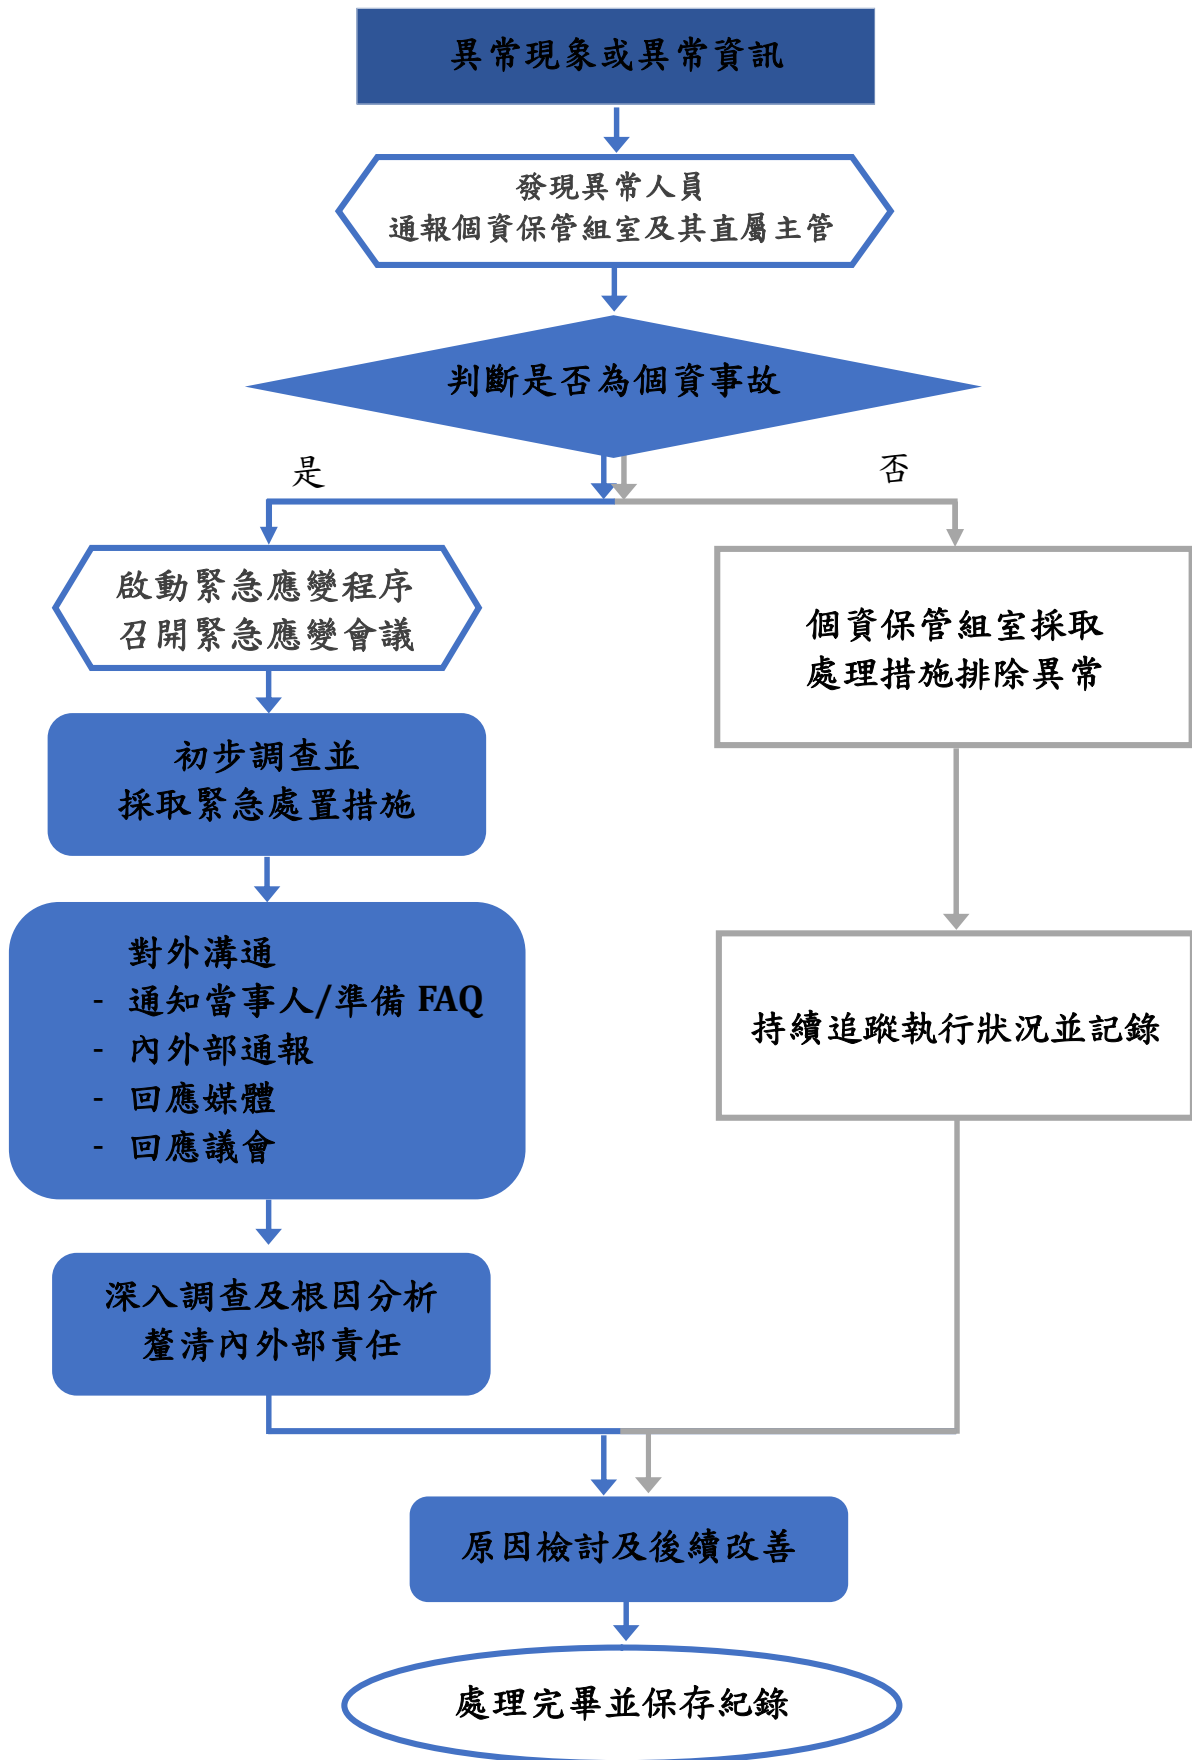 異常現象或異常資訊
發現異常人員
通報個資保管組室及其直屬主管
判斷是否為個資事故
是
否
啟動緊急應變程序
召開緊急應變會議
個資保管組室採取
處理措施排除異常
初步調查並
採取緊急處置措施
對外溝通
- 通知當事人/準備 FAQ
- 內外部通報
- 回應媒體
- 回應議會
持續追蹤執行狀況並記錄
深入調查及根因分析
釐清內外部責任
原因檢討及後續改善
處理完畢並保存紀錄